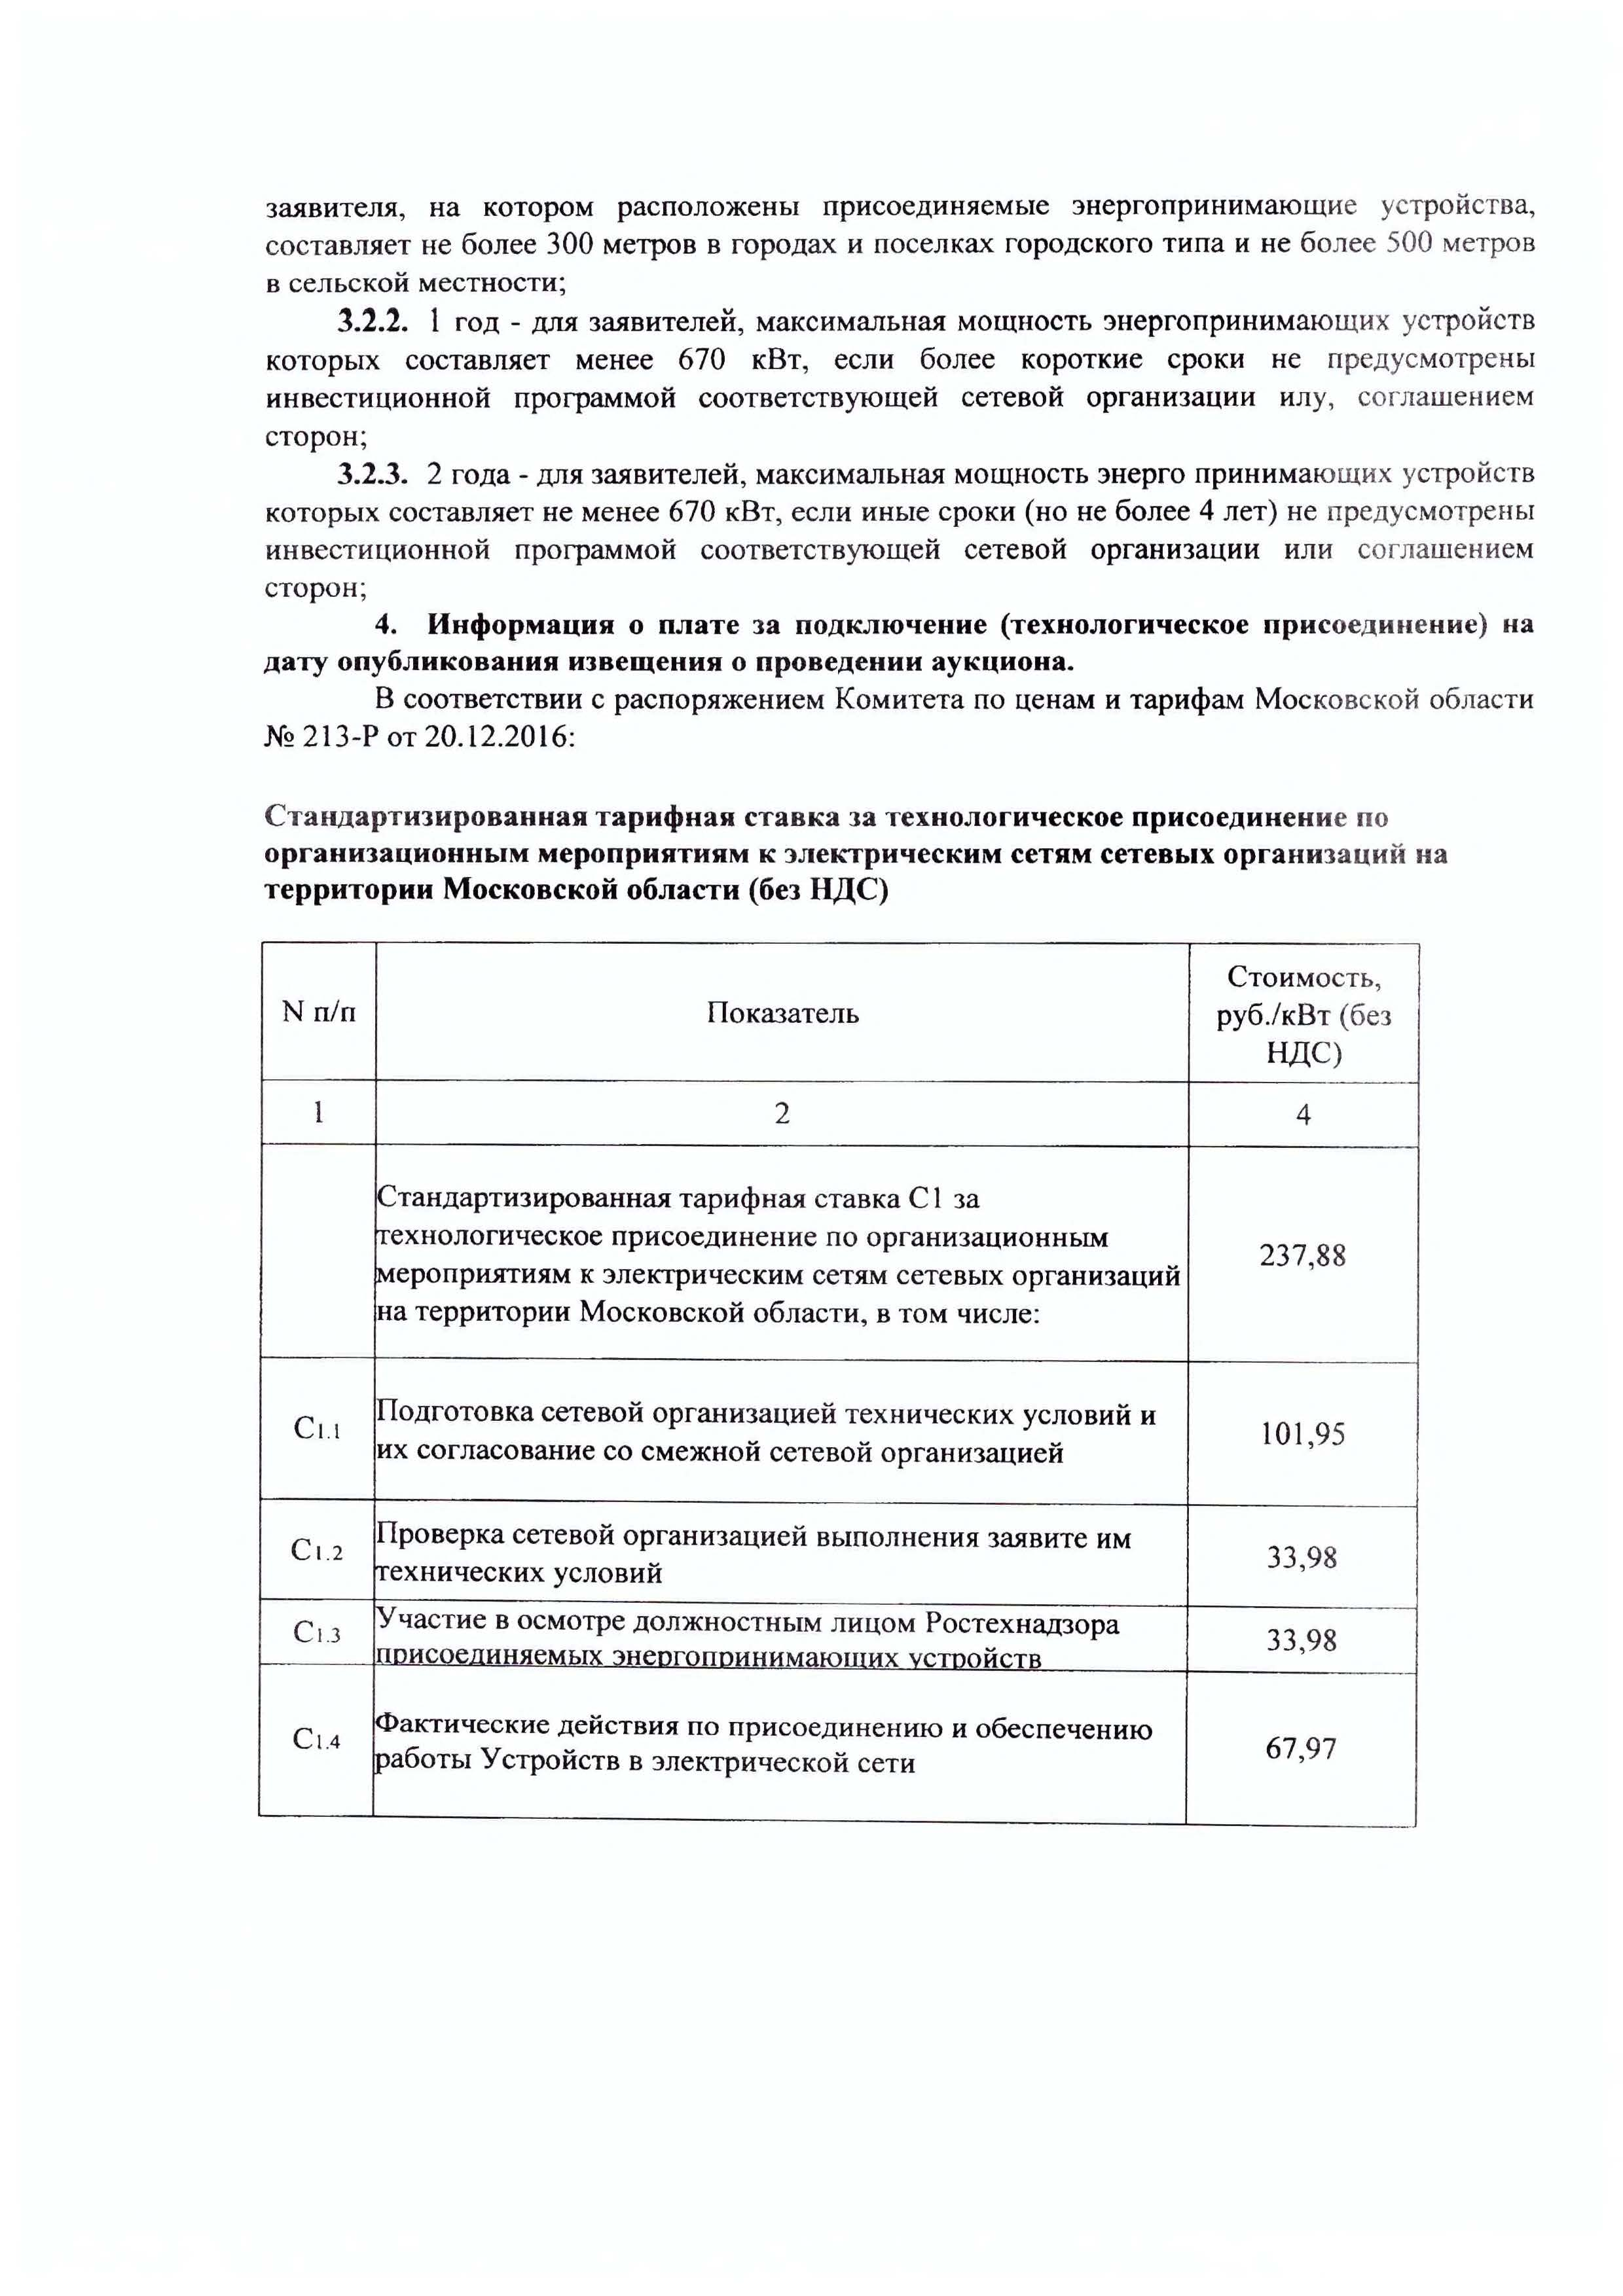 заявителя, на котором расположены присоединяемые энергопринимающие устройства,
составляет не более 300 метров в городах и поселках городского типа и не более 500 метров
в сельской местности;
3.2.2. 1 год - для заявителей, максимальная мощность энергопринимающих устройств
которых составляет менее 670 кВт, если более короткие сроки не предусмотрены
инвестиционной программой соответствующей сетевой организации илу, соглашением
сторон;
3.2.3. 2 года - для заявителей, максимальная мощность энерго принимающих устройств
которых составляет не менее 670 кВт, если иные сроки (но не более 4 лет) не предусмотрены
инвестиционной программой соответствующей сетевой организации или соглашением
сторон;
4. Информация о плате за подключение (технологическое присоединение) на
дату опубликования извещения о проведении аукциона.
В соответствии с распоряжением Комитета по ценам и тарифам Московской области
№ 213-Р от 20.12.2016:
Стандартизированная тарифная ставка за технологическое присоединение по
организационным мероприятиям к электрическим сетям сетевых организаций на
территории Московской области (без НДС)
N п/п
Показатель
Стоимость,
руб./кВт (без
НДС)
1
2
4
Стандартизированная тарифная ставка С1 за
технологическое присоединение по организационным
мероприятиям к электрическим сетям сетевых организаций
на территории Московской области, в том числе:
237,88
С1.1
Подготовка сетевой организацией технических условий и
их согласование со смежной сетевой организацией
101,95
С1.2
Проверка сетевой организацией выполнения заявите им
технических условий
33,98
С1.3
Участие в осмотре должностным лицом Ростехнадзора
присоединяемых энергопринимающих устройств
33,98
С1.4
Фактические действия по присоединению и обеспечению
работы Устройств в электрической сети
67,97